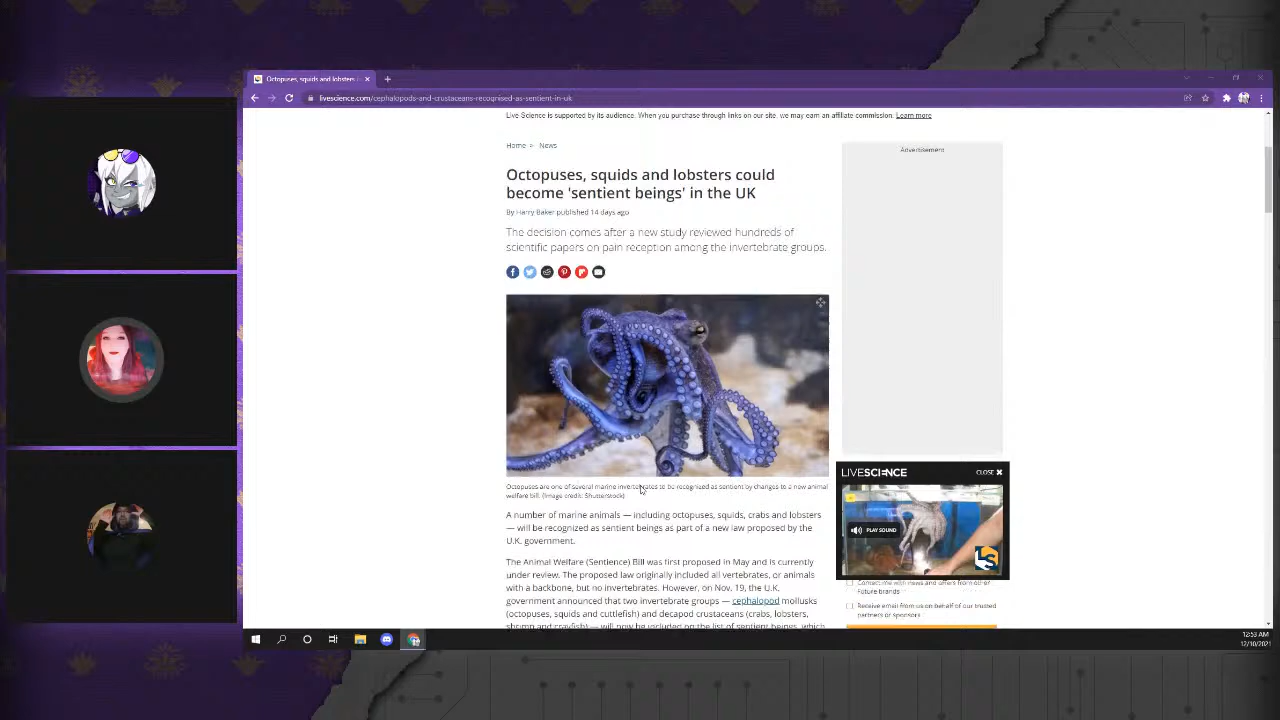 Octopuses, squids and lobsters
livescience.com/cephalopods-and-crustaceans-recognised-as-sentient-in-uk
Live Science is supported by its audience. When you purchase through links on our site, we may earn an affiliate commission. Learn more
Home > News
Advertisement
Octopuses, squids and lobsters could
become 'sentient beings' in the UK
By Harry Baker published 14 days ago
The decision comes after a new study reviewed hundreds of
scientific papers on pain reception among the invertebrate groups.
Octopuses are one of several marine invertebrates to be recognized as sentient by changes to a new animal
welfare bill. (Image credit: Shutterstock)
A number of marine animals — including octopuses, squids, crabs and lobsters
— will be recognized as sentient beings as part of a new law proposed by the
U.K. government.
The Animal Welfare (Sentience) Bill was first proposed in May and is currently
under review. The proposed law originally included all vertebrates, or animals
with a backbone, but no invertebrates. However, on Nov. 19, the U.K.
government announced that two invertebrate groups — cephalopod mollusks
(octopuses, squids and cuttlefish) and decapod crustaceans (crabs, lobsters,
shrimp and crayfish) — will now be included on the list of sentient beings, which
LIVESCIENCE
CLOSE ✖
PLAY SOUND
LS
Contact me with news and offers from other
Future brands
Receive email from us on behalf of our trusted
partners or sponsors
12:53 AM
12/10/2021